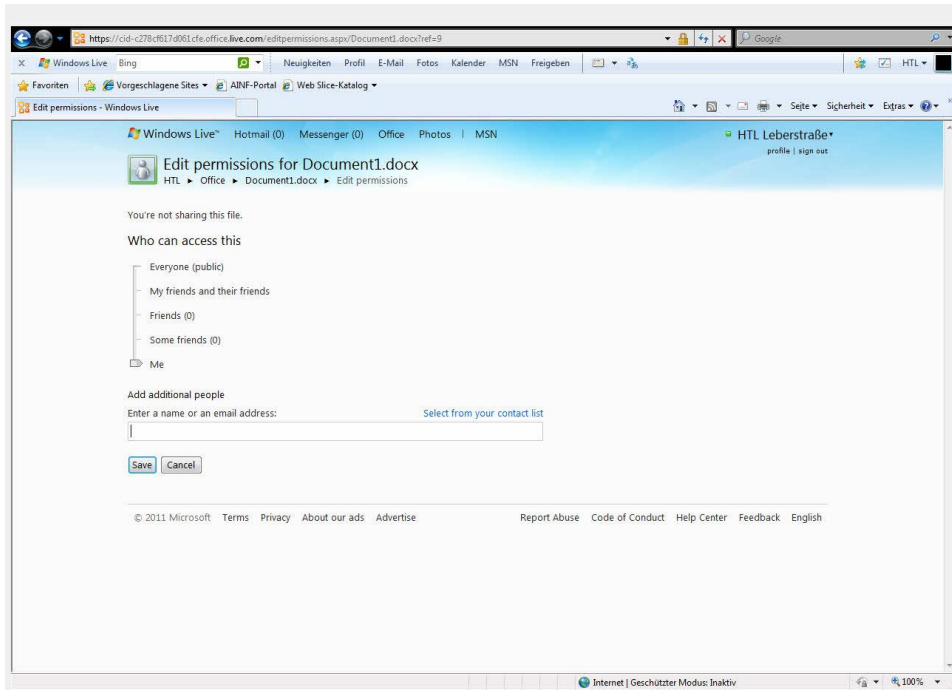 https://cid-c278cf617d061cfe.office.live.com/editpermissions.aspx/Document1.docx?ref=9
Google
X Windows Live Bing Neuigkeiten Profil E-Mail Fotos Kalender MSN Freigeben HTL
Favoriten Vorgeschlagene Sites AINF-Portal Web Slice-Katalog
Edit permissions - Windows Live Seite Sicherheit Extras
Windows Live™ Hotmail (0) Messenger (0) Office Photos | MSN HTL Leberstraße
profile | sign out
Edit permissions for Document1.docx
HTL ► Office ► Document1.docx ► Edit permissions
You're not sharing this file.
Who can access this
Everyone (public)
My friends and their friends
Friends (0)
Some friends (0)
Me
Add additional people
Enter a name or an email address: Select from your contact list
Save Cancel
© 2011 Microsoft Terms Privacy About our ads Advertise Report Abuse Code of Conduct Help Center Feedback English
Internet | Geschützter Modus: Inaktiv 100%